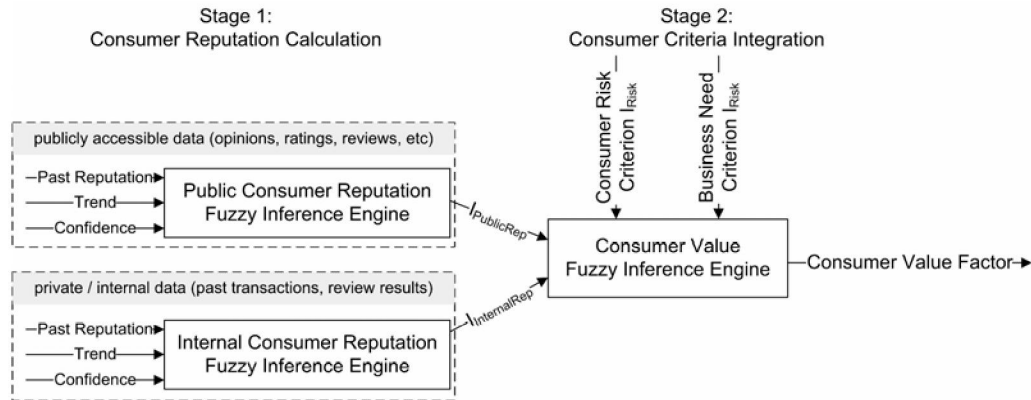 Stage 1:
Consumer Reputation Calculation
Stage 2:
Consumer Criteria Integration
Consumer Risk
Criterion IRisk
Business Need
Criterion IRisk
publicly accessible data (opinions, ratings, reviews, etc)
Past Reputation
Trend
Confidence
Public Consumer Reputation
Fuzzy Inference Engine
IPublicRep
private / internal data (past transactions, review results)
Past Reputation
Trend
Confidence
Internal Consumer Reputation
Fuzzy Inference Engine
IInternalRep
Consumer Value
Fuzzy Inference Engine
Consumer Value Factor